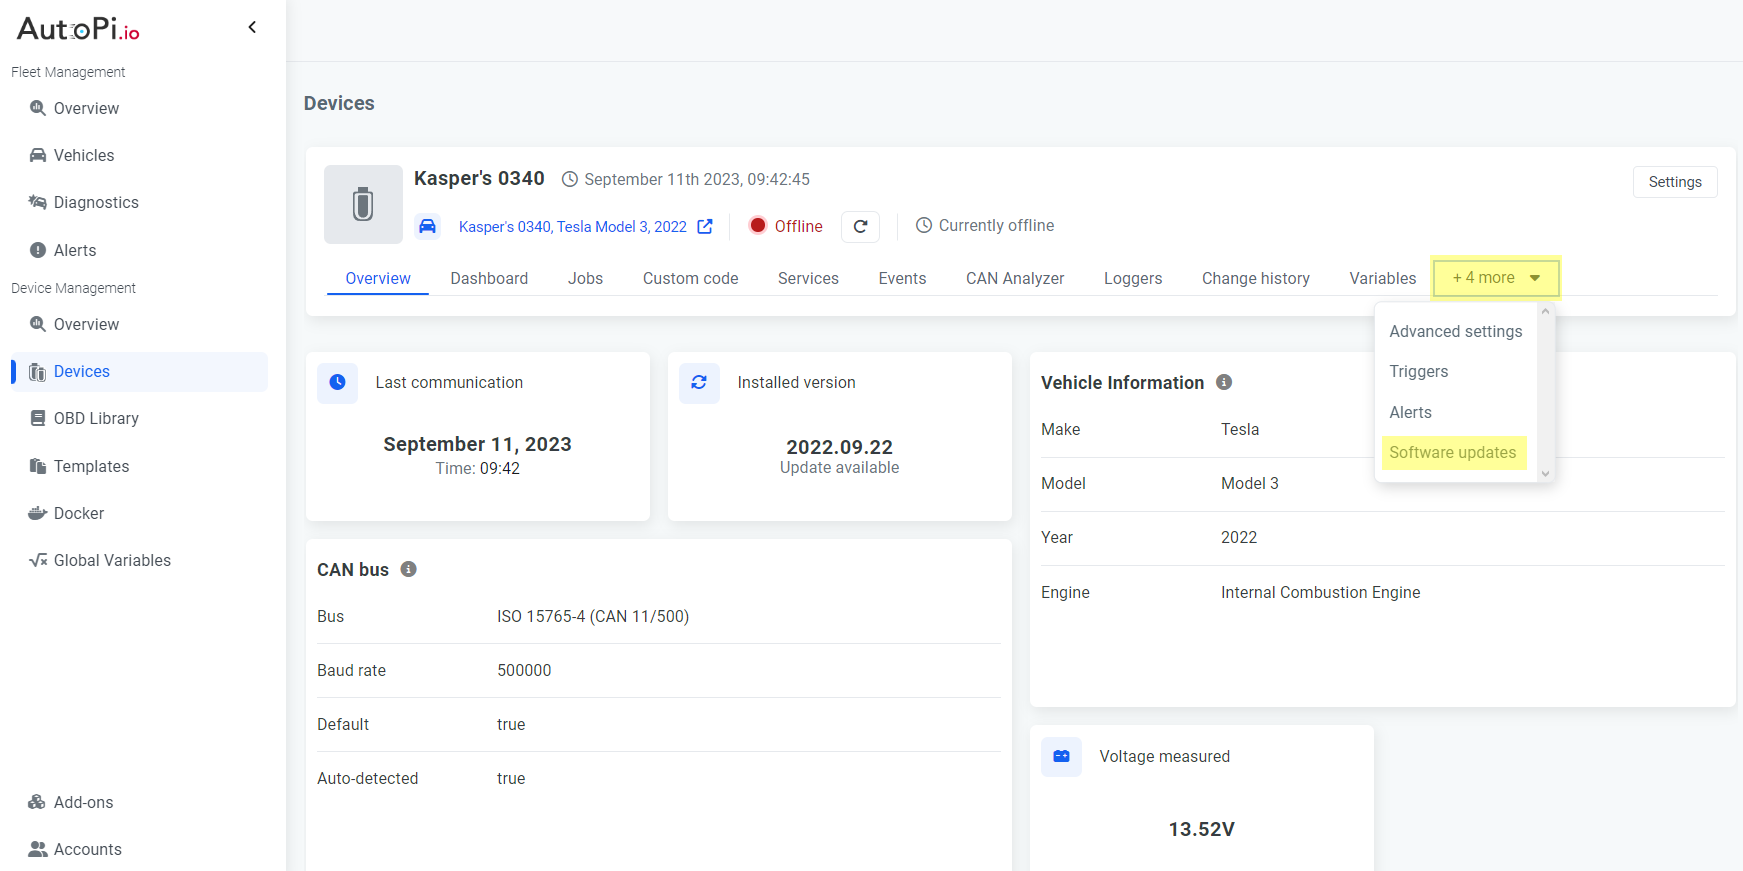 AutoPi.io
Fleet Management
Overview
Vehicles
Diagnostics
Alerts
Device Management
Overview
Devices
OBD Library
Templates
Docker
Global Variables
Add-ons
Accounts
Devices
Kasper's 0340 September 11th 2023, 09:42:45
Settings
Kasper's 0340, Tesla Model 3, 2022 Offline Currently offline
Overview Dashboard Jobs Custom code Services Events CAN Analyzer Loggers Change history Variables + 4 more
Advanced settings
Triggers
Alerts
Software updates
Last communication
September 11, 2023
Time: 09:42
Installed version
2022.09.22
Update available
Vehicle Information
Make Tesla
Model Model 3
Year 2022
Engine Internal Combustion Engine
CAN bus
Bus ISO 15765-4 (CAN 11/500)
Baud rate 500000
Default true
Auto-detected true
Voltage measured
13.52V